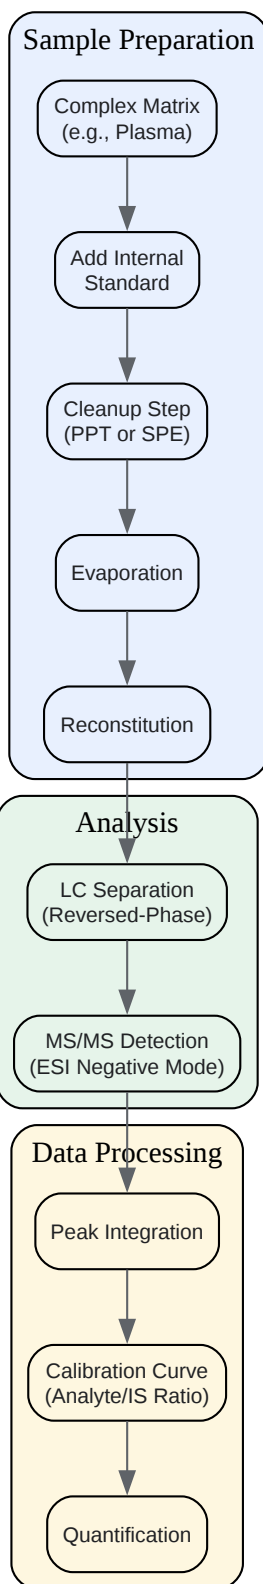 Sample Preparation
Complex Matrix
(e.g., Plasma)
Add Internal
Standard
Cleanup Step
(PPT or SPE)
Evaporation
Reconstitution
Analysis
LC Separation
(Reversed-Phase)
MS/MS Detection
(ESI Negative Mode)
Data Processing
Peak Integration
Calibration Curve
(Analyte/IS Ratio)
Quantification